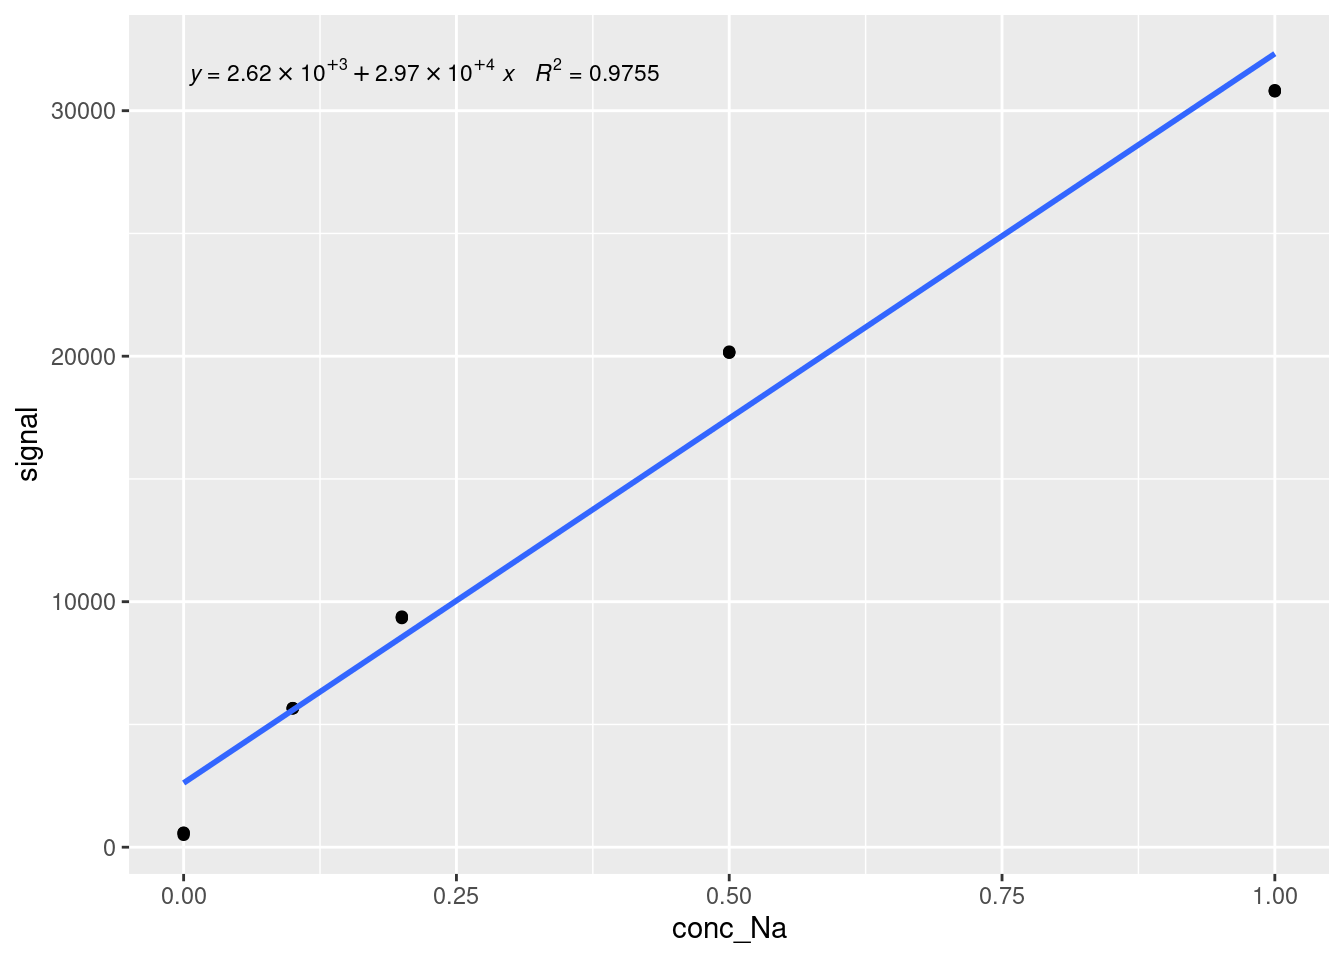 y = 2.62 × 10⁺³ + 2.97 × 10⁺⁴ x R² = 0.9755
30000
20000
10000
0
signal
0.00 0.25 0.50 0.75 1.00
conc_Na